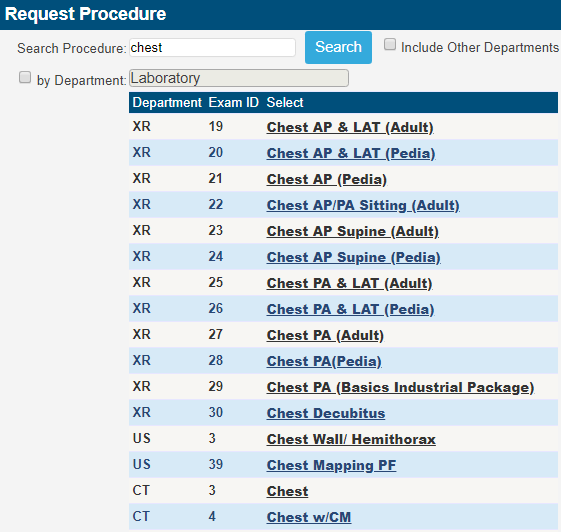 Request Procedure
Search Procedure: chest Search Include Other Departments
by Department: Laboratory
Department Exam ID Select
XR 19 Chest AP & LAT (Adult)
XR 20 Chest AP & LAT (Pedia)
XR 21 Chest AP (Pedia)
XR 22 Chest AP/PA Sitting (Adult)
XR 23 Chest AP Supine (Adult)
XR 24 Chest AP Supine (Pedia)
XR 25 Chest PA & LAT (Adult)
XR 26 Chest PA & LAT (Pedia)
XR 27 Chest PA (Adult)
XR 28 Chest PA(Pedia)
XR 29 Chest PA (Basics Industrial Package)
XR 30 Chest Decubitus
US 3 Chest Wall/ Hemithorax
US 39 Chest Mapping PF
CT 3 Chest
CT 4 Chest w/CM